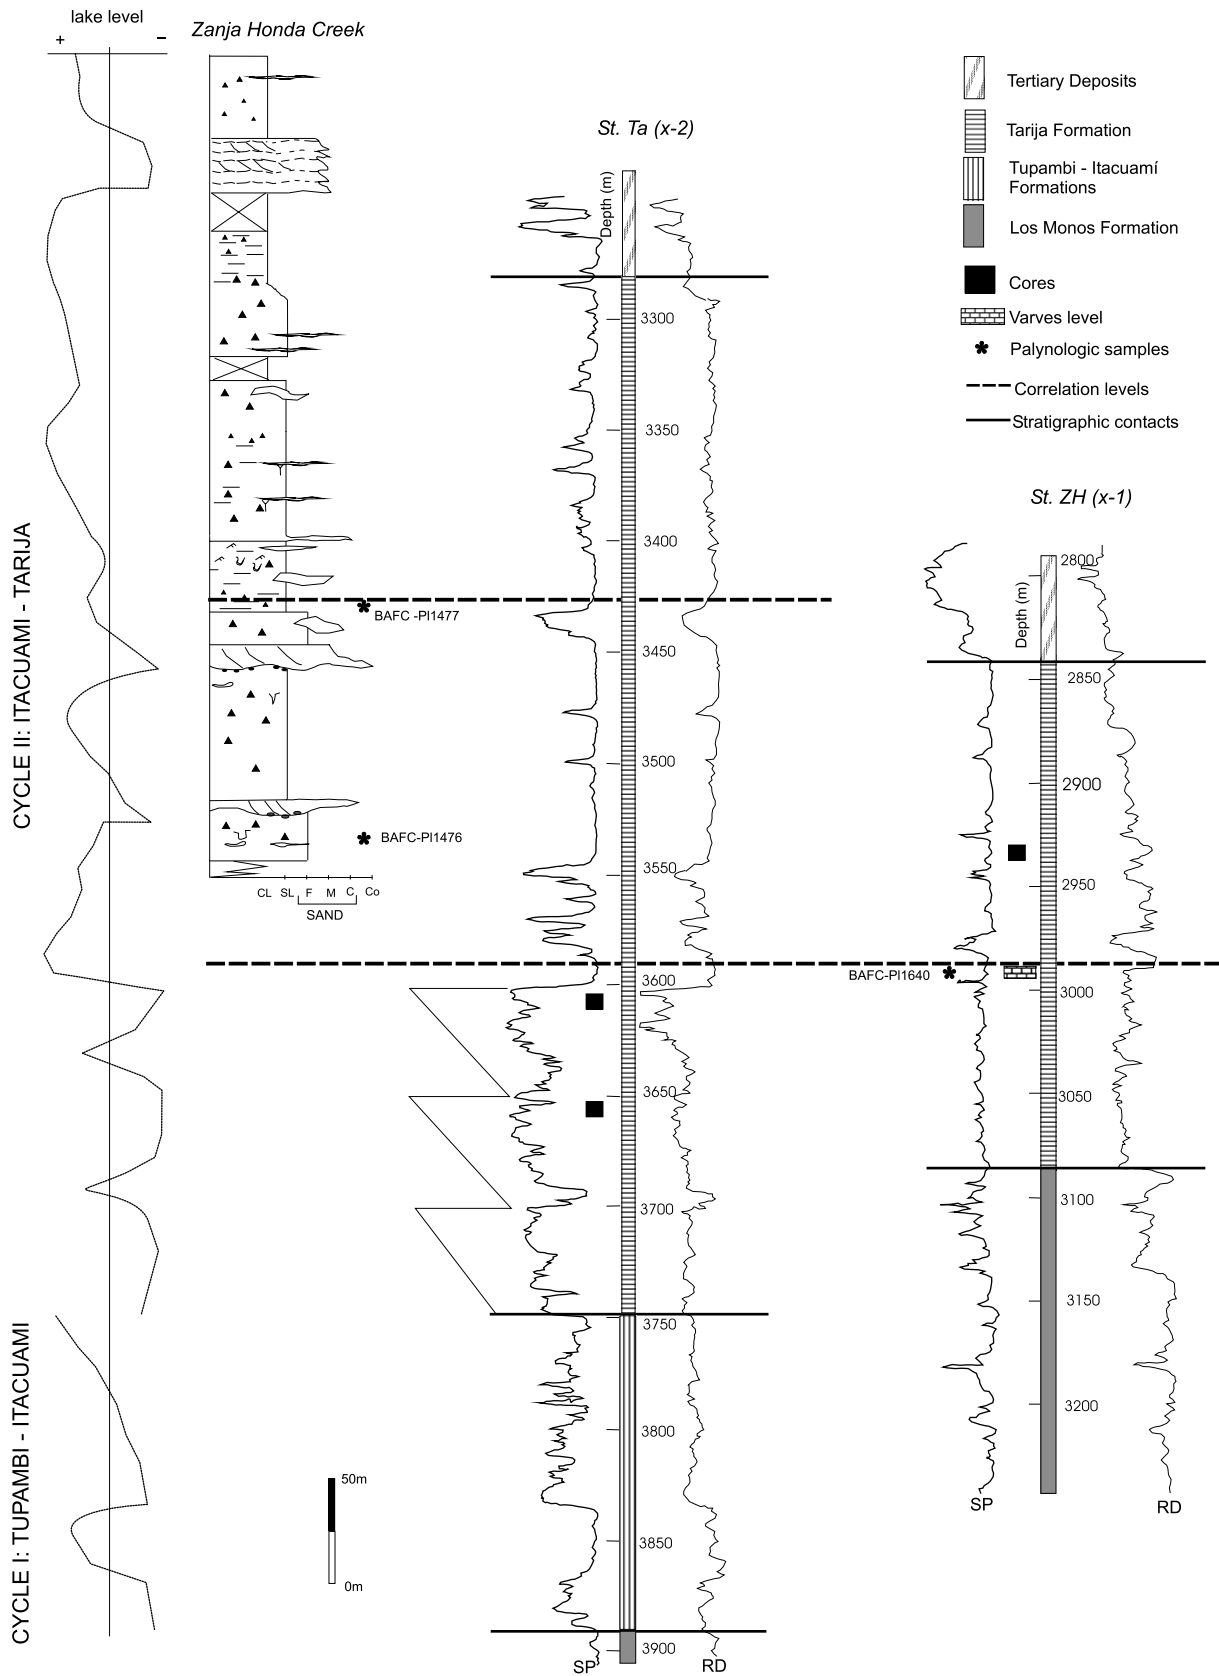 lake level
+ −
Zanja Honda Creek
CYCLE II: ITACUAMI - TARIJA
CYCLE I: TUPAMBI - ITACUAMI
BAFC -Pl1477
BAFC-Pl1476
CL SL F M C Co
SAND
50m
0m
St. Ta (x-2)
Depth (m)
3300
3350
3400
3450
3500
3550
3600
3650
3700
3750
3800
3850
3900
SP RD
Tertiary Deposits
Tarija Formation
Tupambi - Itacuamí
Formations
Los Monos Formation
Cores
Varves level
Palynologic samples
Correlation levels
Stratigraphic contacts
St. ZH (x-1)
Depth (m)
2800
2850
2900
2950
BAFC-Pl1640
3000
3050
3100
3150
3200
SP RD